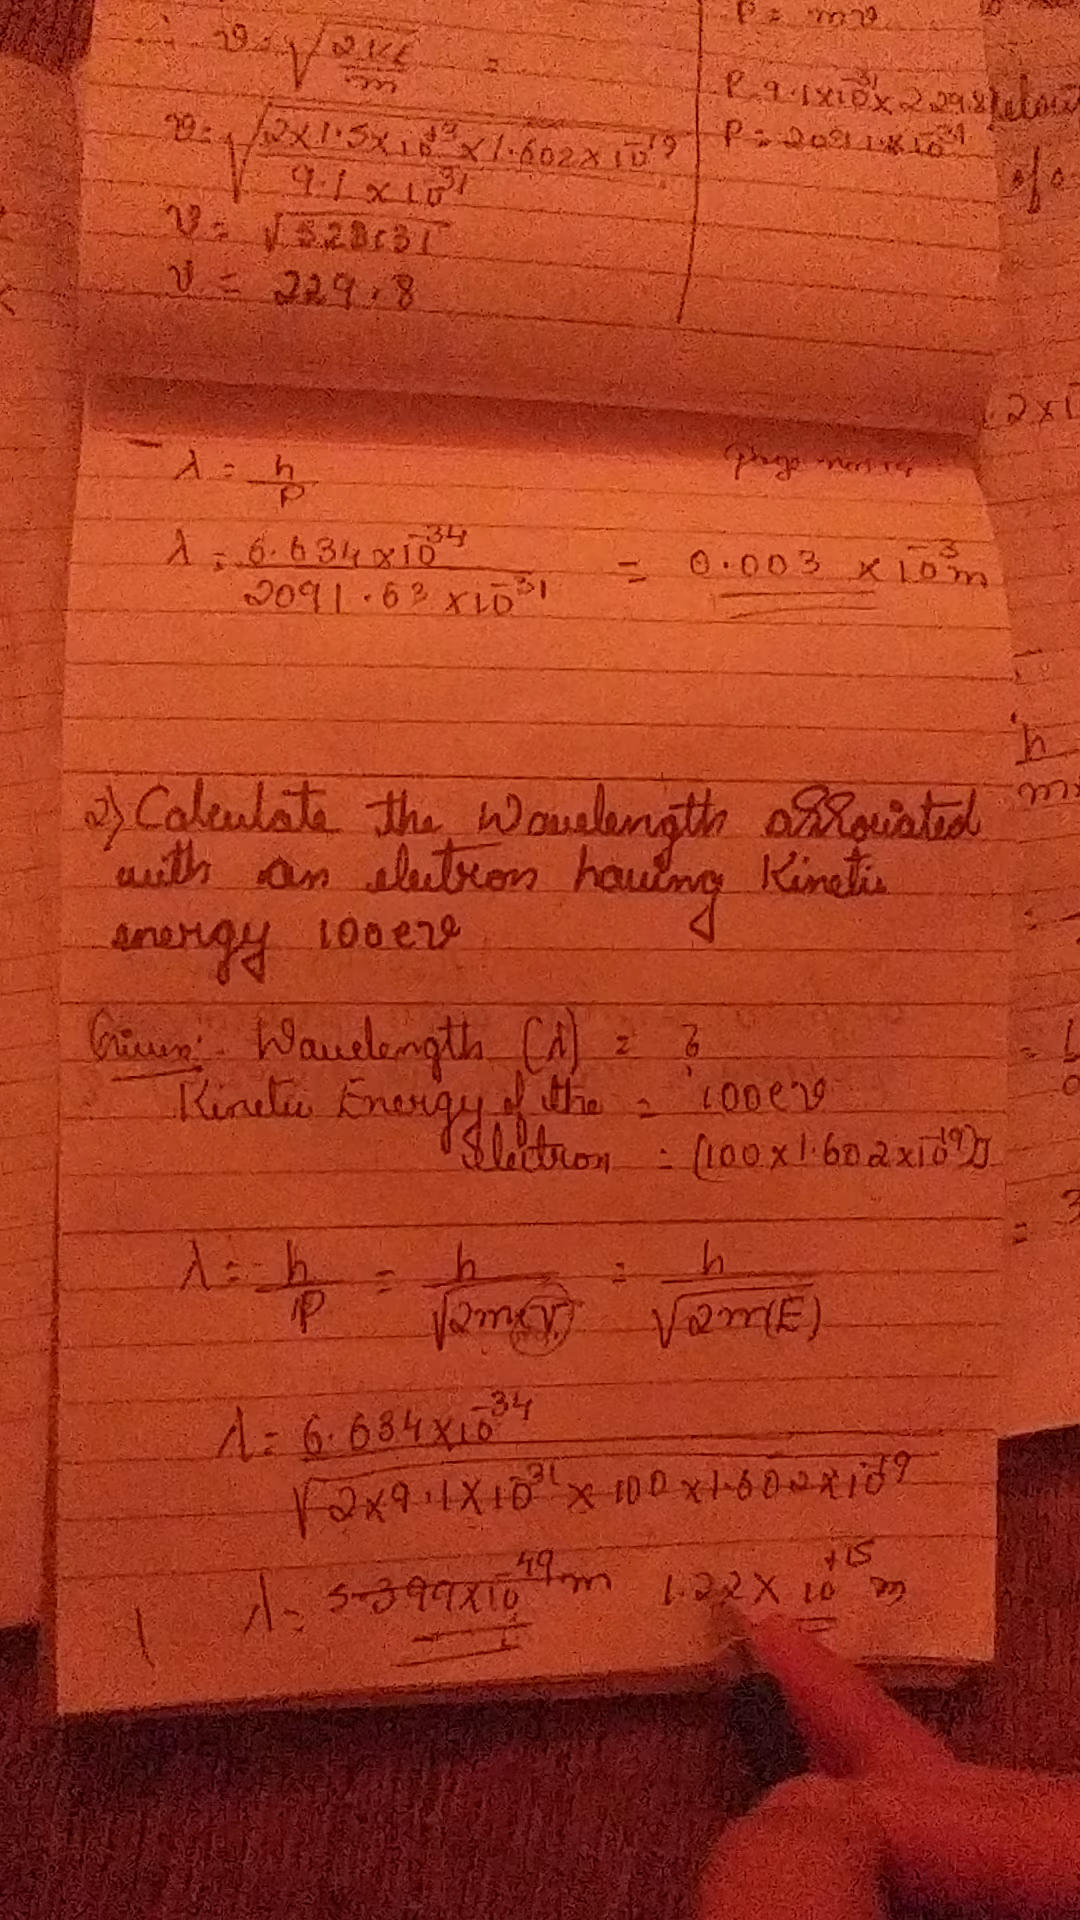 ∴ v = √2KE/m =
v = √2×1.5×10⁻¹⁹×1.602×10⁻¹⁹/9.1×10⁻³¹
v = √528131
v = 229.8
P = mv
P = 9.1×10⁻³¹×229.8
λ = h/P
λ = 6.634×10⁻³⁴/2091.63×10⁻³¹ = 0.003 × 10⁻³m
2) Calculate the Wavelength associated
with an electron having Kinetic
energy 100ev
Given:- Wavelength (λ) = ?
Kinetic Energy of the = 100ev
Electron = (100×1.602×10⁻¹⁹)J
λ = h/P = h/√2m(V) = h/√2m(E)
λ = 6.634×10⁻³⁴/√2×9.1×10⁻³¹×100×1.602×10⁻¹⁹
λ = 5.399×10⁻⁴⁹m 1.22×10⁺¹⁵m